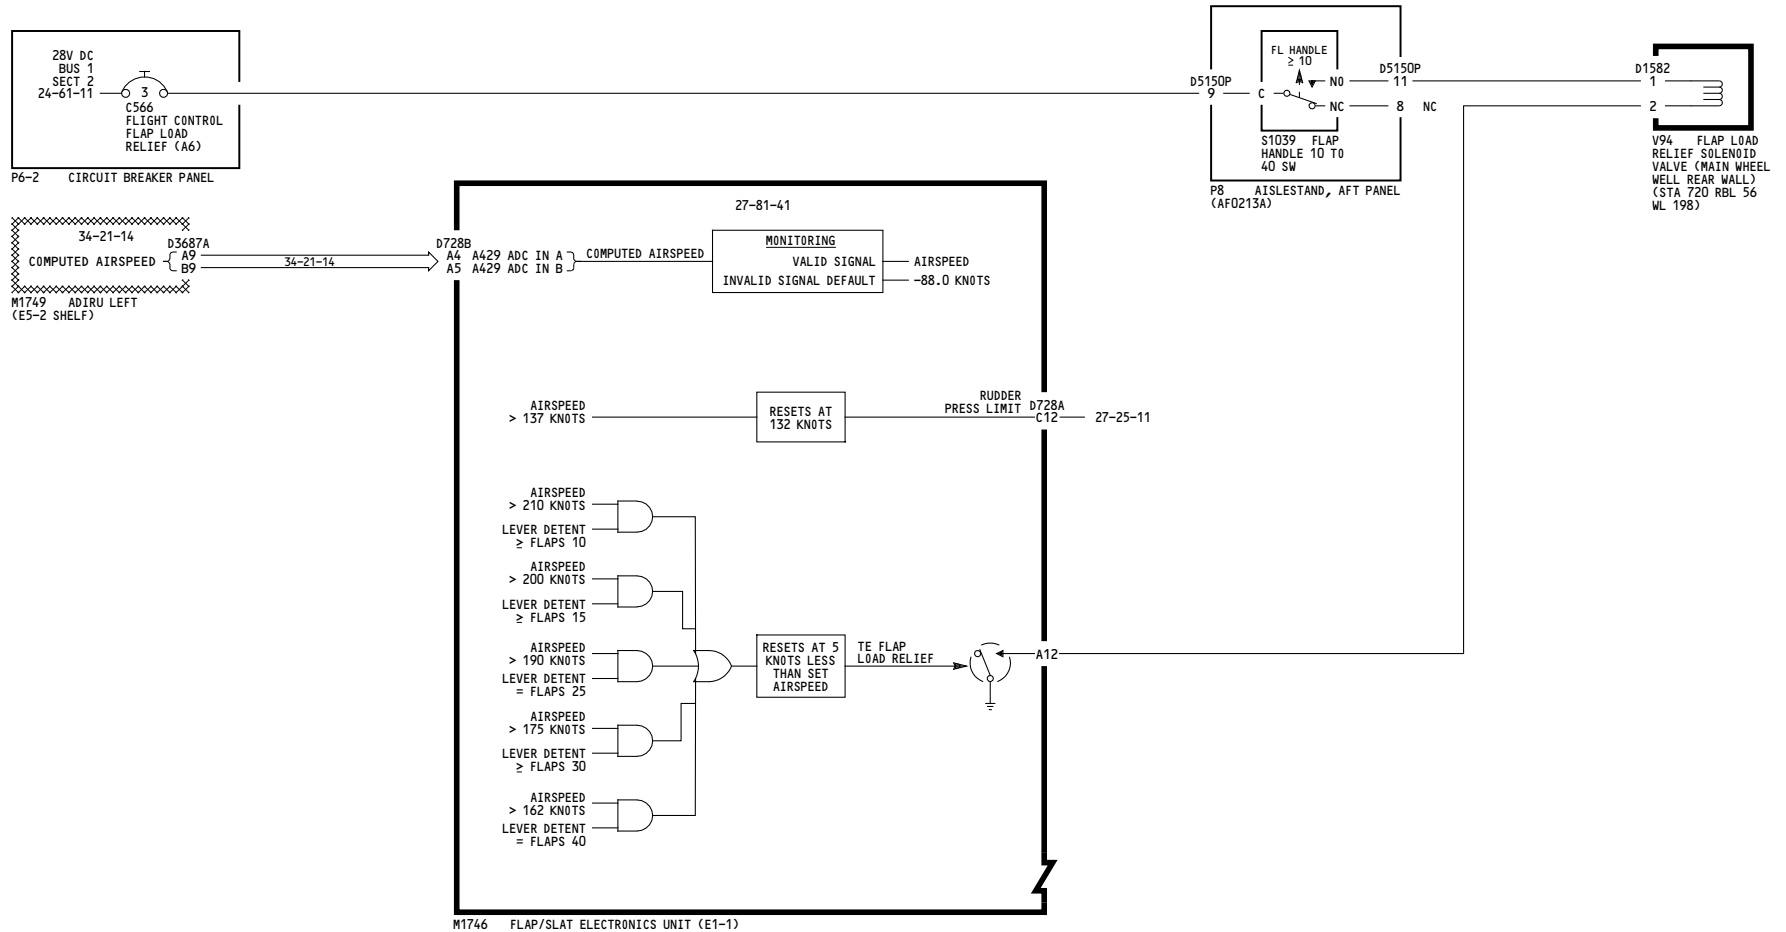 28V DC
BUS 1
SECT 2
24-61-11
3
C566
FLIGHT CONTROL
FLAP LOAD
RELIEF (A6)
P6-2 CIRCUIT BREAKER PANEL
FL HANDLE
≥ 10
D5150P
9
C
NO
NC
D5150P
11
8 NC
S1039 FLAP
HANDLE 10 TO
40 SW
P8 AISLESTAND, AFT PANEL
(AF0213A)
D1582
1
2
V94 FLAP LOAD
RELIEF SOLENOID
VALVE (MAIN WHEEL
WELL REAR WALL)
(STA 720 RBL 56
WL 198)
34-21-14
COMPUTED AIRSPEED
D3687A
A9
B9
34-21-14
M1749 ADIRU LEFT
(E5-2 SHELF)
27-81-41
D728B
A4 A429 ADC IN A
A5 A429 ADC IN B
COMPUTED AIRSPEED
MONITORING
VALID SIGNAL
INVALID SIGNAL DEFAULT
AIRSPEED
-88.0 KNOTS
AIRSPEED
> 137 KNOTS
RESETS AT
132 KNOTS
RUDDER
PRESS LIMIT
D728A
C12
27-25-11
AIRSPEED
> 210 KNOTS
LEVER DETENT
≥ FLAPS 10
AIRSPEED
> 200 KNOTS
LEVER DETENT
≥ FLAPS 15
AIRSPEED
> 190 KNOTS
LEVER DETENT
= FLAPS 25
AIRSPEED
> 175 KNOTS
LEVER DETENT
≥ FLAPS 30
AIRSPEED
> 162 KNOTS
LEVER DETENT
= FLAPS 40
RESETS AT 5
KNOTS LESS
THAN SET
AIRSPEED
TE FLAP
LOAD RELIEF
A12
M1746 FLAP/SLAT ELECTRONICS UNIT (E1-1)